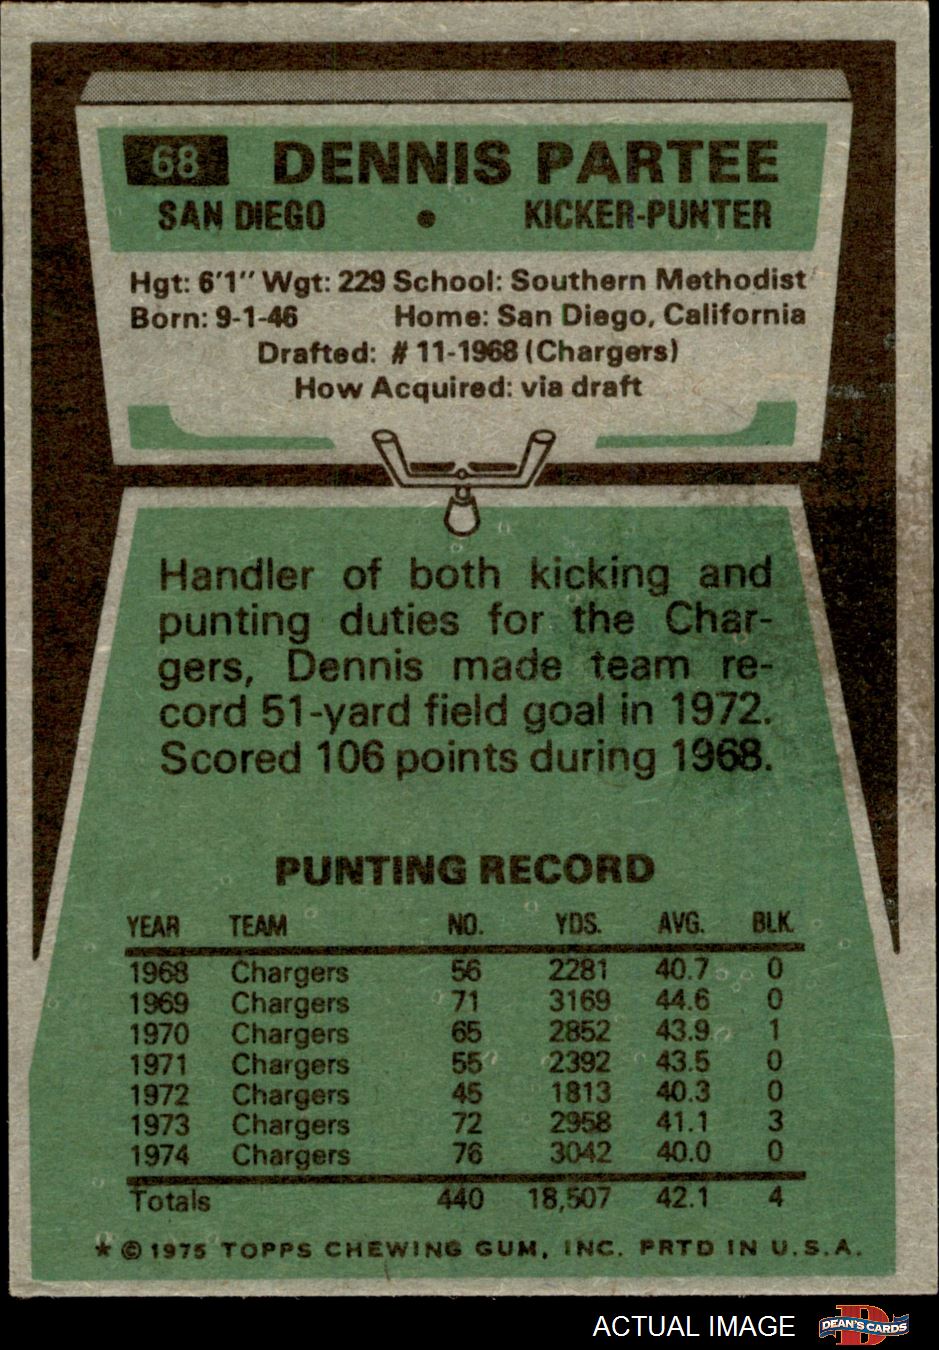 68 DENNIS PARTEE
SAN DIEGO • KICKER-PUNTER
Hgt: 6'1" Wgt: 229 School: Southern Methodist
Born: 9-1-46 Home: San Diego, California
Drafted: #11-1968 (Chargers)
How Acquired: via draft
Handler of both kicking and
punting duties for the Char-
gers, Dennis made team re-
cord 51-yard field goal in 1972.
Scored 106 points during 1968.
PUNTING RECORD
YEAR TEAM NO. YDS. AVG. BLK.
1968 Chargers 56 2281 40.7 0
1969 Chargers 71 3169 44.6 0
1970 Chargers 65 2852 43.9 1
1971 Chargers 55 2392 43.5 0
1972 Chargers 45 1813 40.3 0
1973 Chargers 72 2958 41.1 3
1974 Chargers 76 3042 40.0 0
Totals 440 18,507 42.1 4
★ © 1975 TOPPS CHEWING GUM, INC. PRTD IN U.S.A.
ACTUAL IMAGE D DEAN'S CARDS